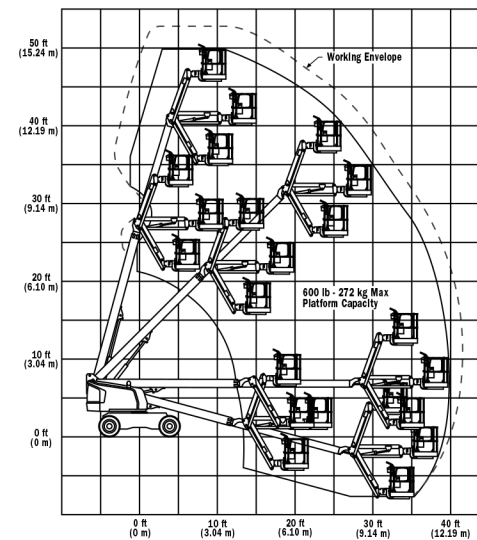 50 ft
(15.24 m)
Working Envelope
40 ft
(12.19 m)
30 ft
(9.14 m)
20 ft
(6.10 m)
600 lb - 272 kg Max
Platform Capacity
10 ft
(3.04 m)
0 ft
(0 m)
0 ft
(0 m)
10 ft
(3.04 m)
20 ft
(6.10 m)
30 ft
(9.14 m)
40 ft
(12.19 m)